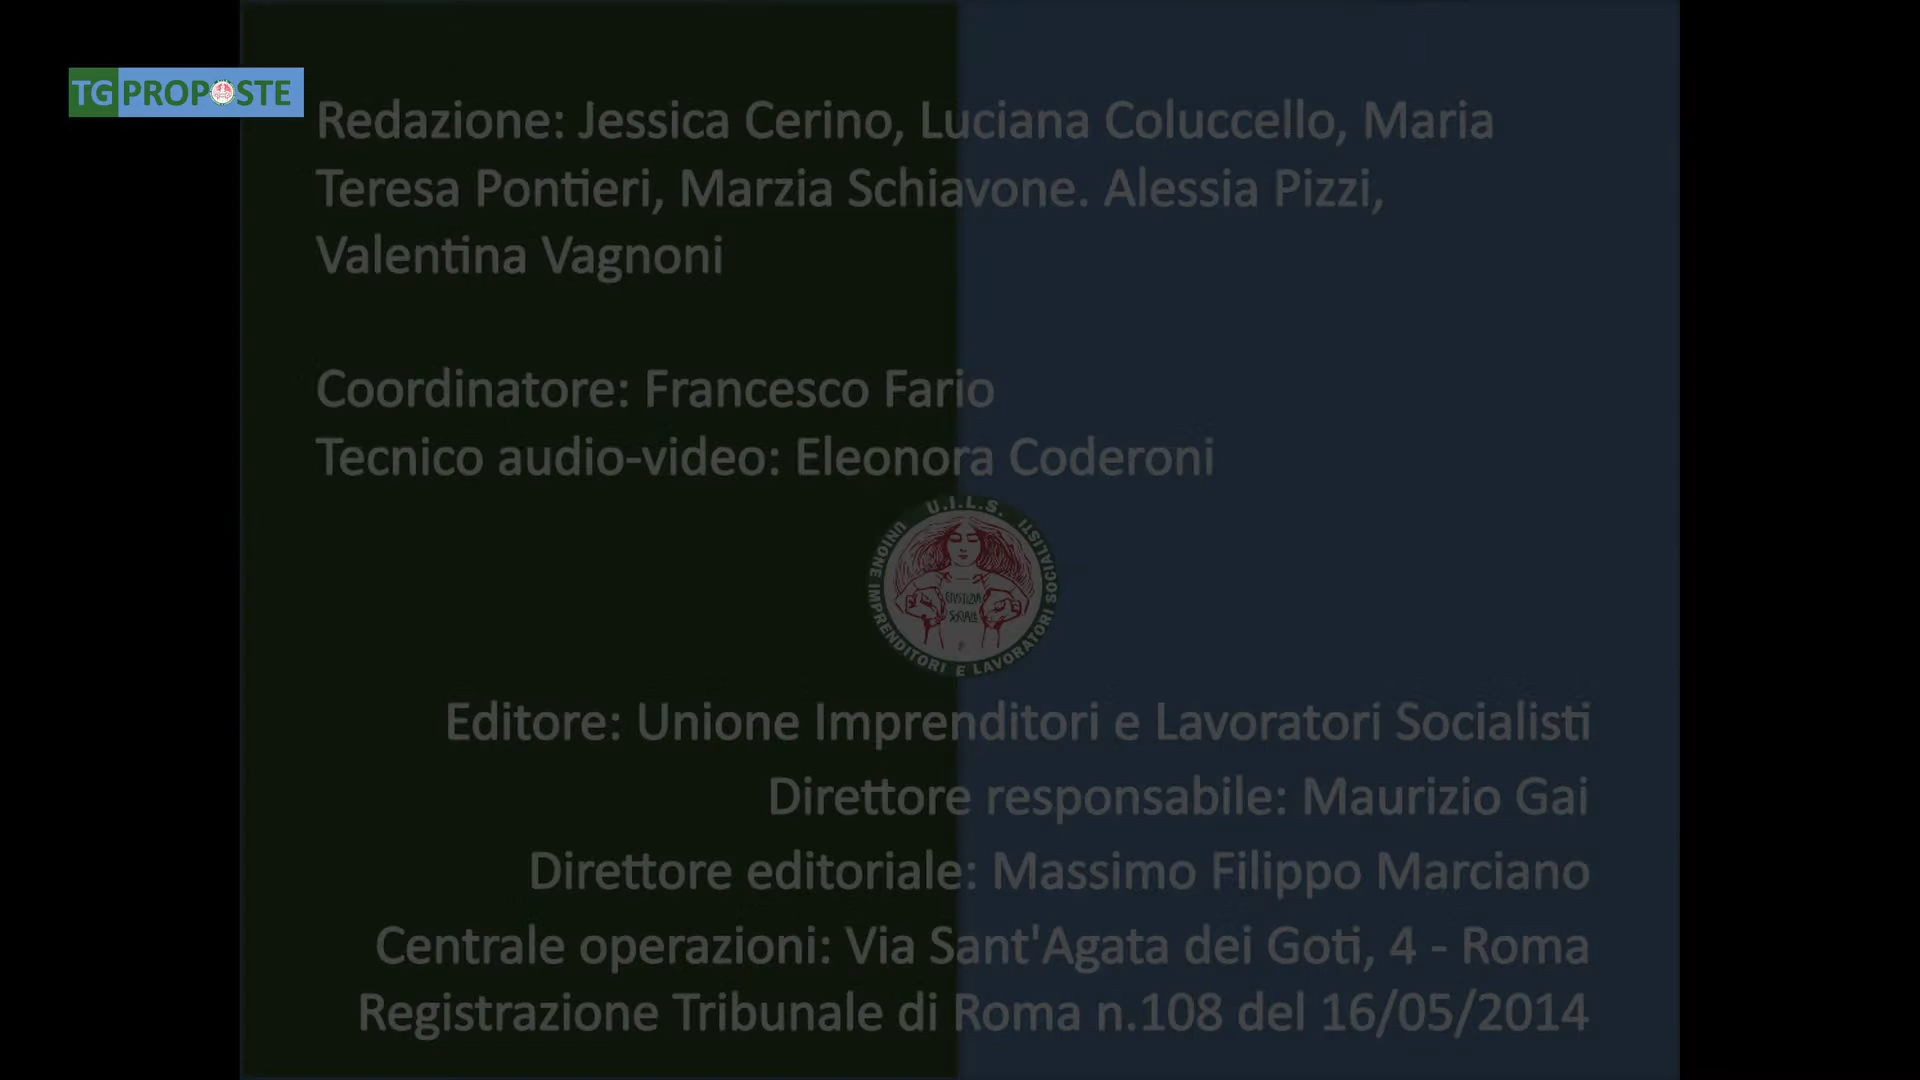 TG PROPOSTE
Redazione: Jessica Cerino, Luciana Coluccello, Maria
Teresa Pontieri, Marzia Schiavone. Alessia Pizzi,
Valentina Vagnoni
Coordinatore: Francesco Fario
Tecnico audio-video: Eleonora Coderoni
U.I.L.S.
UNIONE IMPRENDITORI E LAVORATORI SOCIALISTI
GIUSTIZIA
SOCIALE
Editore: Unione Imprenditori e Lavoratori Socialisti
Direttore responsabile: Maurizio Gai
Direttore editoriale: Massimo Filippo Marciano
Centrale operazioni: Via Sant'Agata dei Goti, 4 - Roma
Registrazione Tribunale di Roma n.108 del 16/05/2014